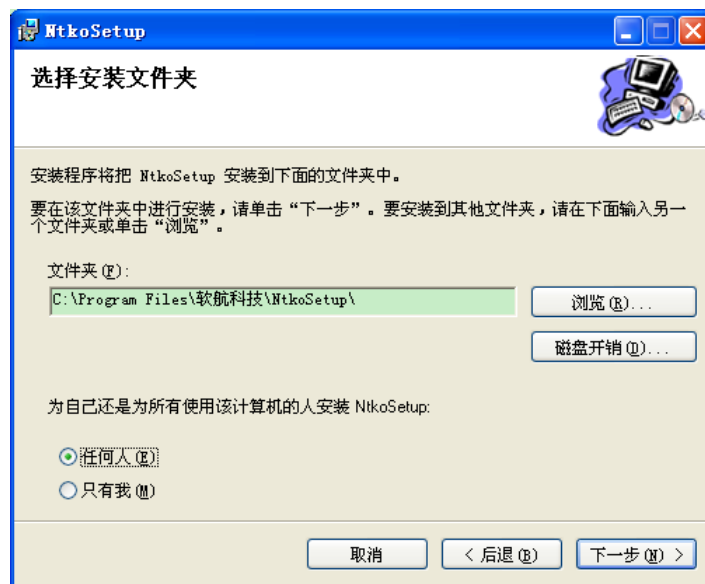 NtkoSetup
选择安装文件夹
安装程序将把 NtkoSetup 安装到下面的文件夹中。
要在该文件夹中进行安装，请单击“下一步”。要安装到其他文件夹，请在下面输入另一
个文件夹或单击“浏览”。
文件夹(F):
C:\Program Files\软航科技\NtkoSetup\
浏览(R)...
磁盘开销(D)...
为自己还是为所有使用该计算机的人安装 NtkoSetup:
任何人(E)
只有我(M)
取消
< 后退(B)
下一步(N) >